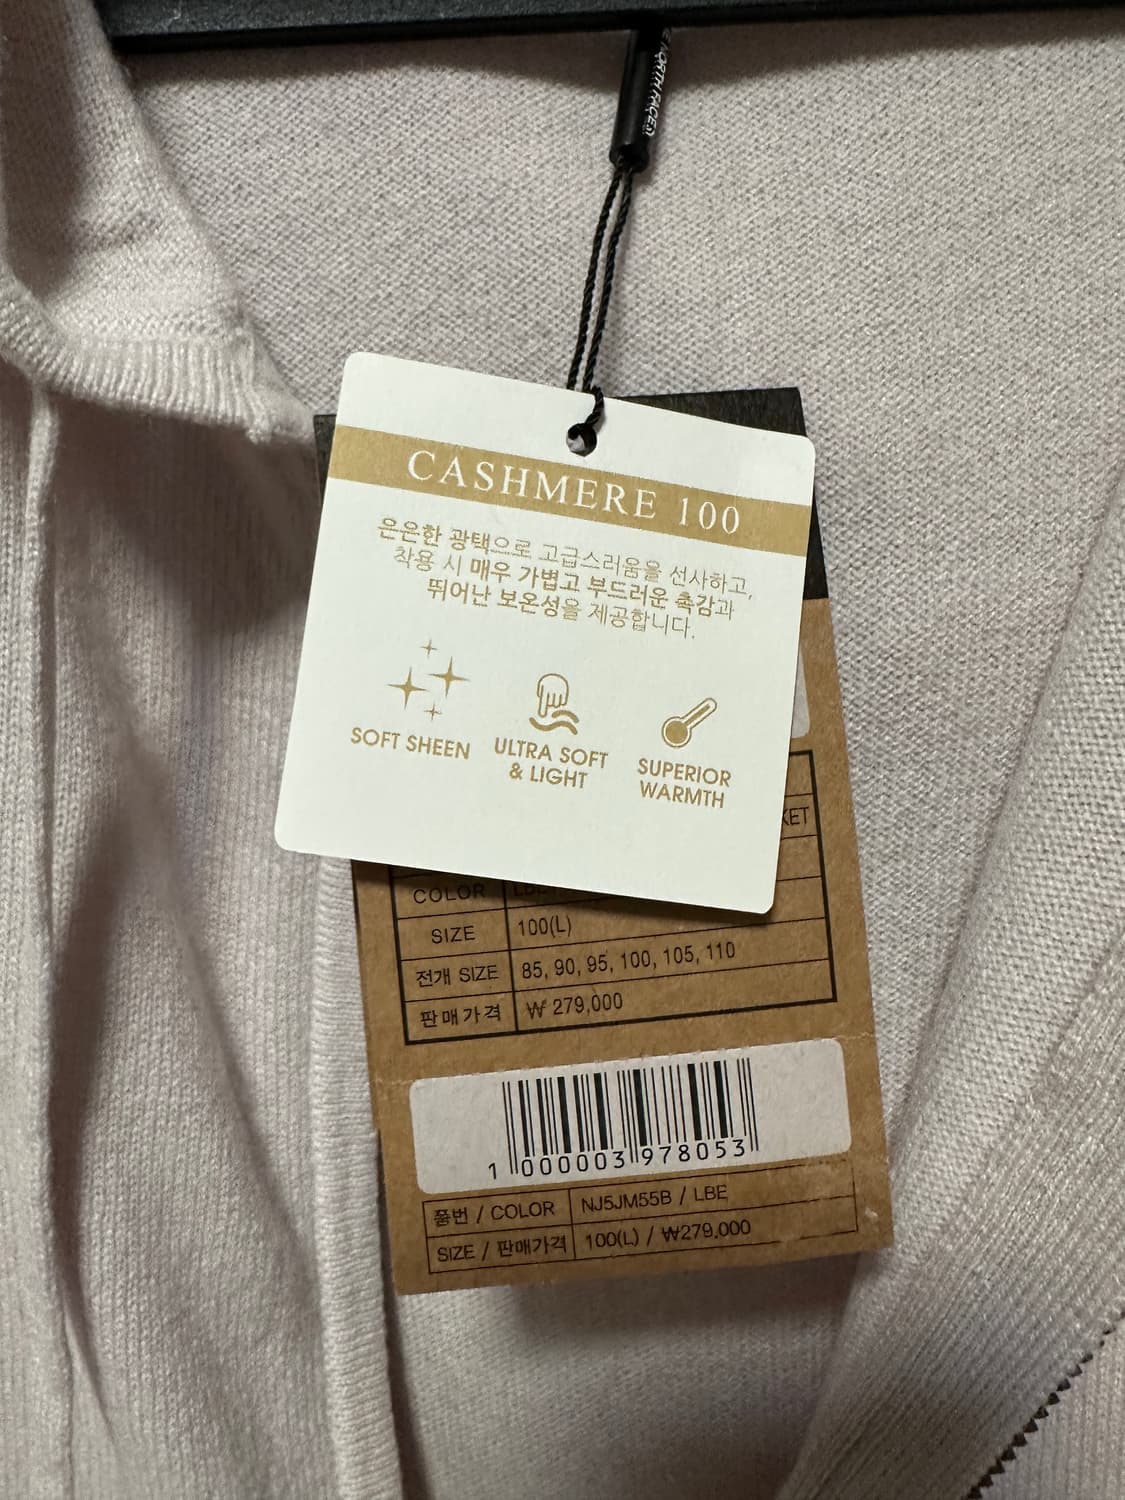 NORTH FACE
CASHMERE 100
은은한 광택으로 고급스러움을 선사하고,
착용 시 매우 가볍고 부드러운 촉감과
뛰어난 보온성을 제공합니다.
SOFT SHEEN
ULTRA SOFT
& LIGHT
SUPERIOR
WARMTH
COLOR
SIZE 100(L)
전개 SIZE 85, 90, 95, 100, 105, 110
판매가격 ₩ 279,000
1 000003 978053
품번 / COLOR NJ5JM55B / LBE
SIZE / 판매가격 100(L) / ₩279,000